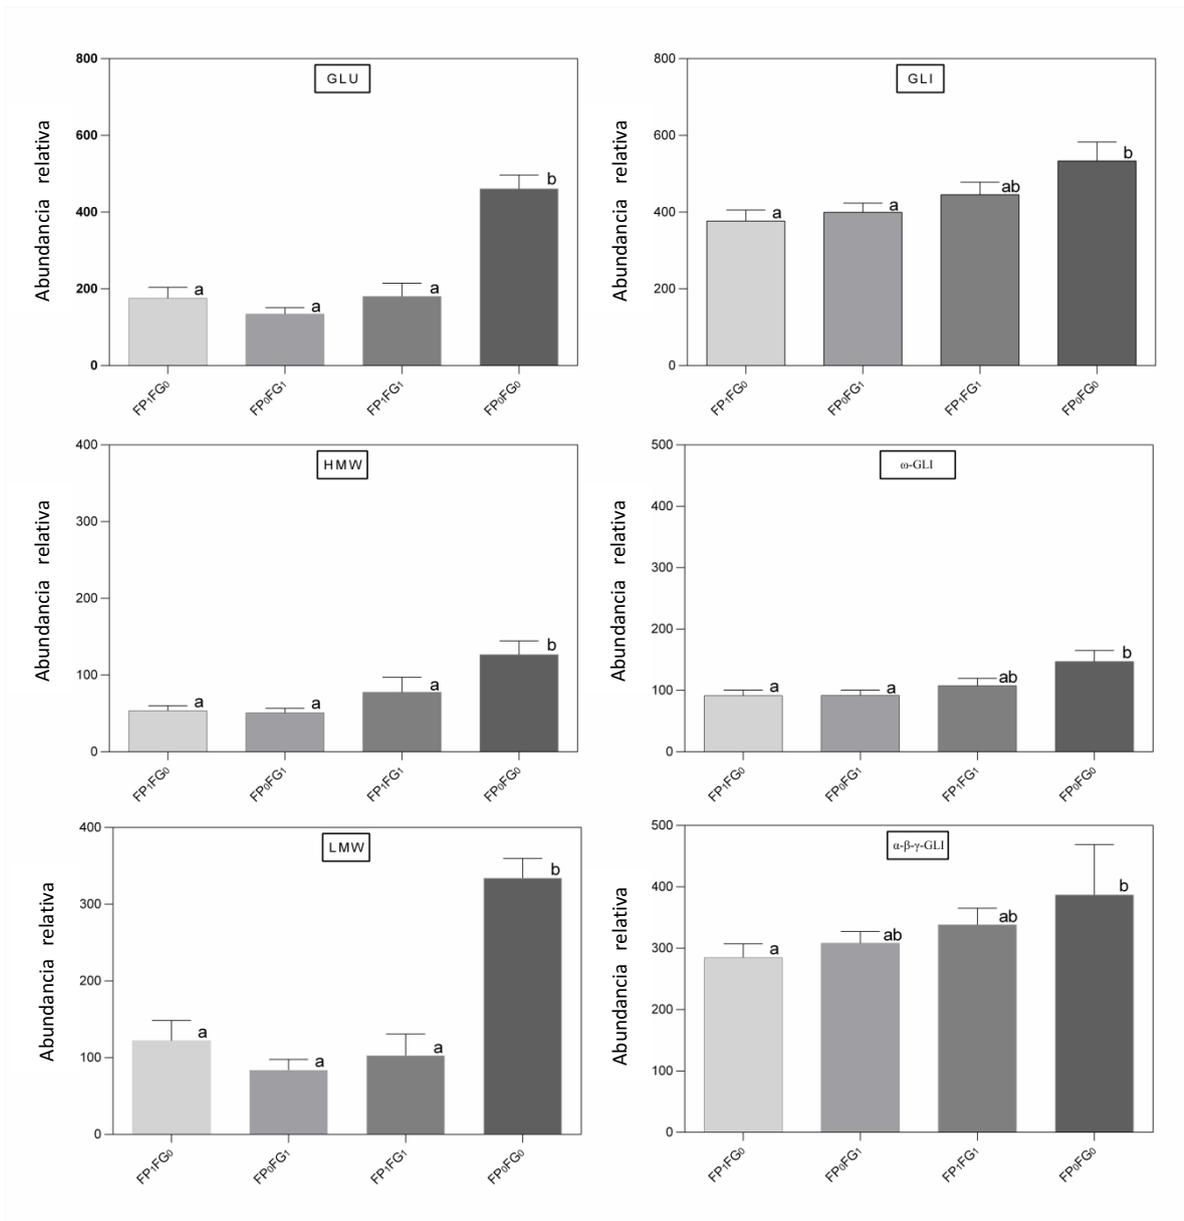 GLU
Abundancia relativa
800
600
400
200
0
a
a
a
b
FP1FG0
FP0FG1
FP1FG1
FP0FG0
GLI
Abundancia relativa
800
600
400
200
0
a
a
ab
b
FP1FG0
FP0FG1
FP1FG1
FP0FG0
HMW
Abundancia relativa
400
300
200
100
0
a
a
a
b
FP1FG0
FP0FG1
FP1FG1
FP0FG0
ω-GLI
Abundancia relativa
500
400
300
200
100
0
a
a
ab
b
FP1FG0
FP0FG1
FP1FG1
FP0FG0
LMW
Abundancia relativa
400
300
200
100
0
a
a
a
b
FP1FG0
FP0FG1
FP1FG1
FP0FG0
α-β-γ-GLI
Abundancia relativa
500
400
300
200
100
0
a
ab
ab
b
FP1FG0
FP0FG1
FP1FG1
FP0FG0